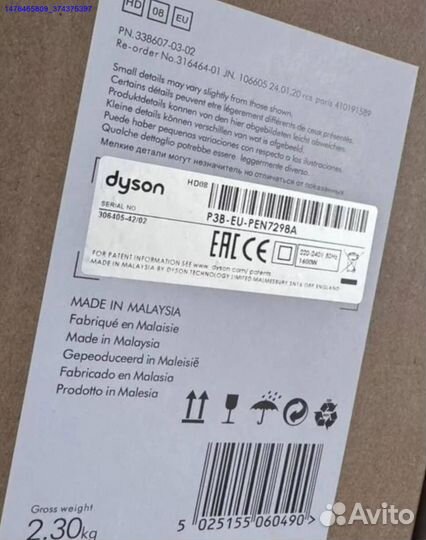 1476465809_374375397
HD 08 EU
PN.338607-03-02
Re-order No.316464-01 JN. 106605 24.01.20 rcs. paris 410191589
Small details may vary slightly from those shown.
Certains détails peuvent être légèrement différents de ceux présentés.
Produktdetails können von den hier abgebildeten leicht abweichen.
Kleine details kunnen verschillen van wat is afgebeeld.
Puede haber pequeñas variaciones con respecto a las ilustraciones.
Qualche dettaglio potrebbe essere leggermente diverso.
Мелкие детали могут незначительно отличаться от показанных
dyson
HD08
P3B-EU-PEN7298A
SERIAL NO
306405-42/02
EAC CE
220-240V 50Hz
1600W
FOR PATENT INFORMATION SEE www.dyson.com/patents
MADE IN MALAYSIA BY DYSON TECHNOLOGY LIMITED MALMESBURY SN16 0RP ENGLAND
MADE IN MALAYSIA
Fabriqué en Malaisie
Made in Malaysia
Geproduceerd in Maleisië
Fabricado en Malasia
Prodotto in Malesia
Gross weight
2.30kg
5 025155 060490 >
Avito